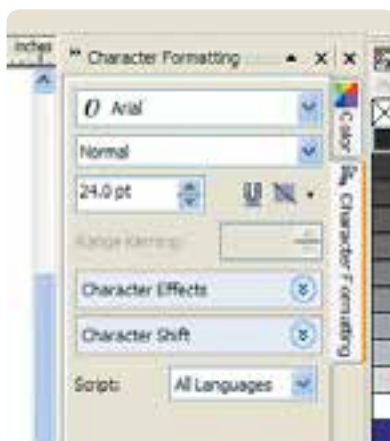 inches
Character Formatting
Arial
Normal
24.0 pt
Range Kerning:
Character Effects
Character Shift
Script: All Languages
Color
Character Formatting